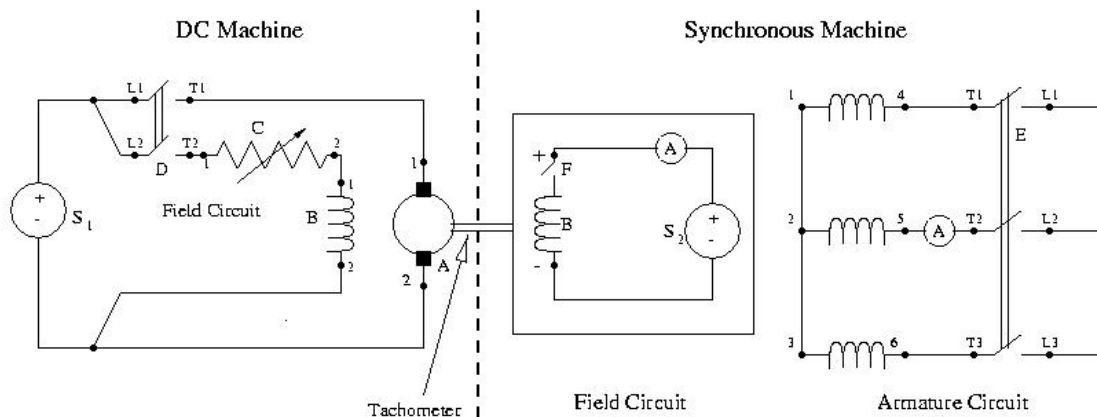 DC Machine
Synchronous Machine
L1 T1
L2 T2
D
1
C
2
1
B
2
Field Circuit
+
-
S1
1
A
2
Tachometer
+
F
A
B
-
S2
+
-
Field Circuit
1
4
T1
L1
E
2
5
A
T2
L2
3
6
T3
L3
Armature Circuit